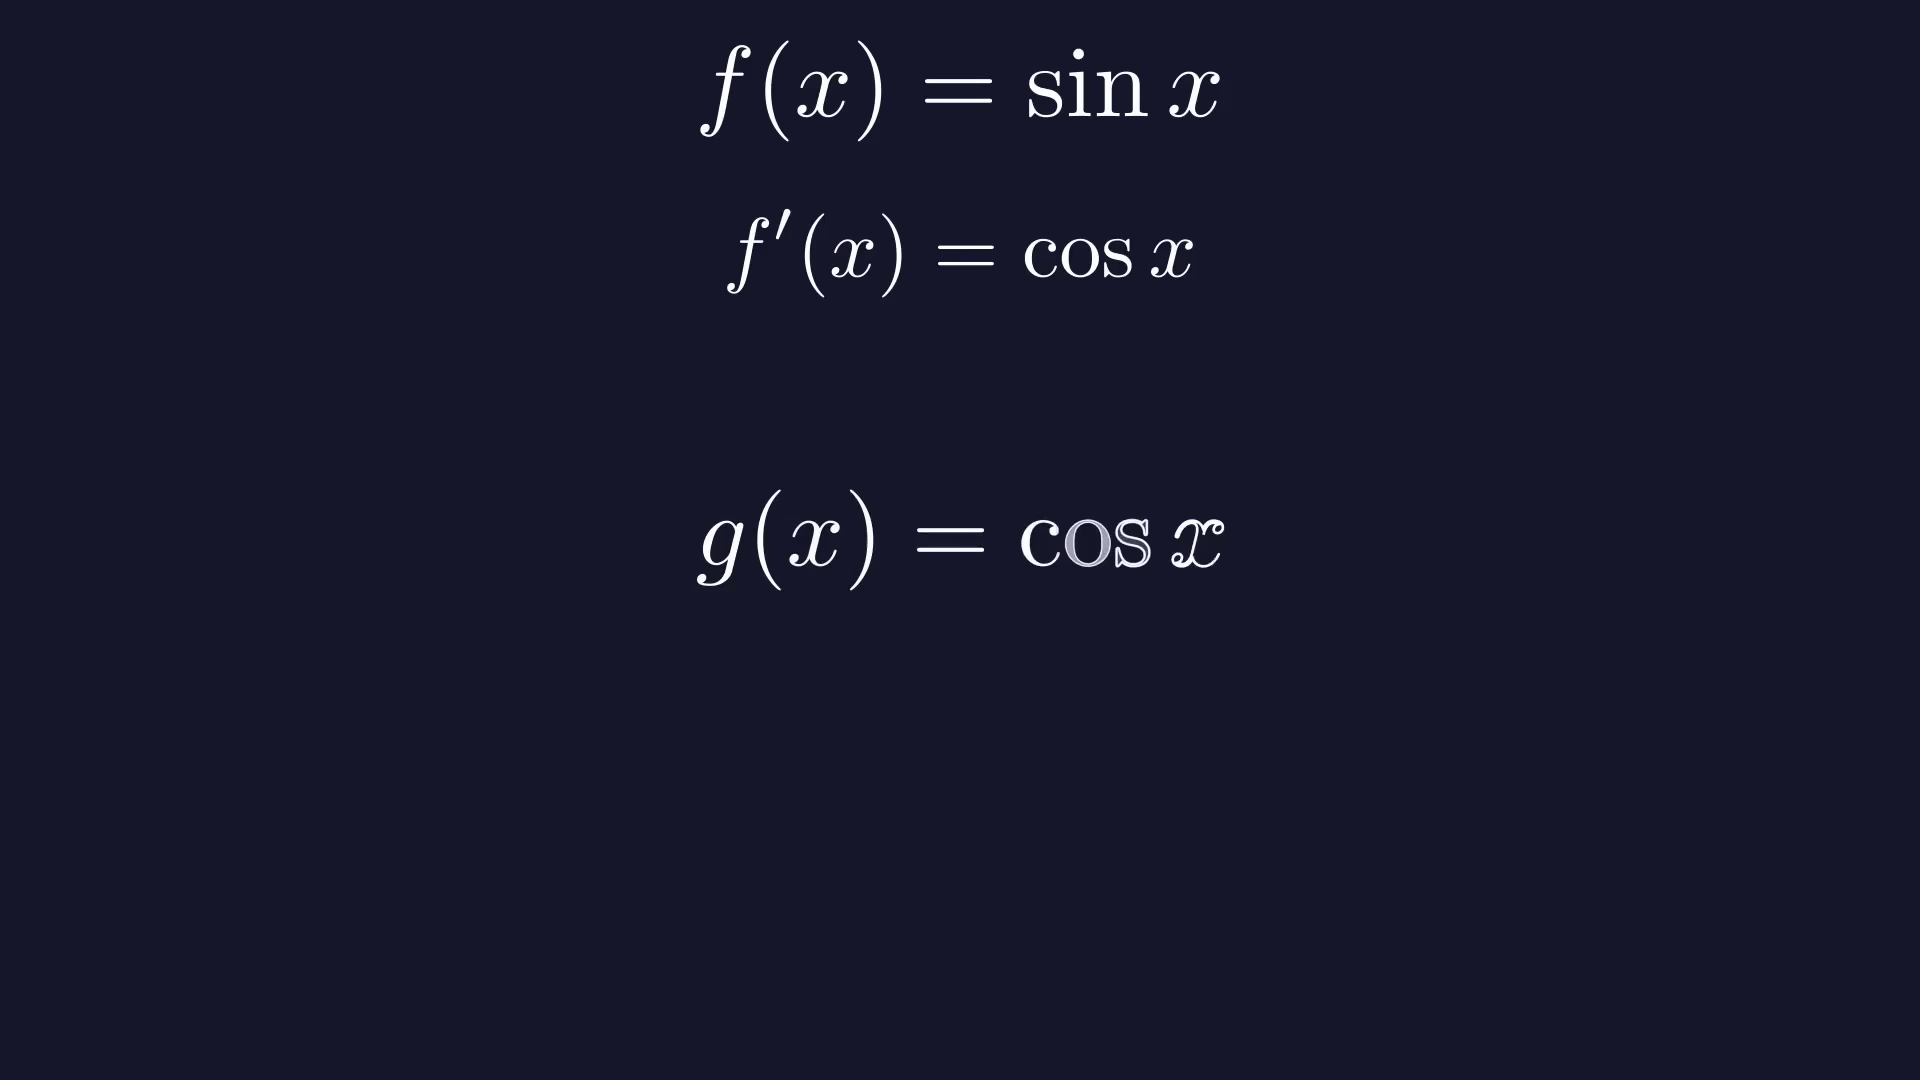 f(x) = sin x
f′(x) = cos x
g(x) = cos x